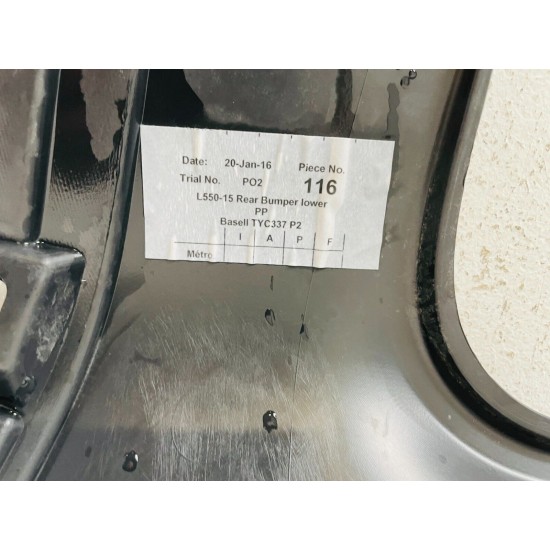 Date: 20-Jan-16 Piece No.
Trial No. PO2 116
L550-15 Rear Bumper lower
PP
Basell TYC337 P2
I A P F
Métro